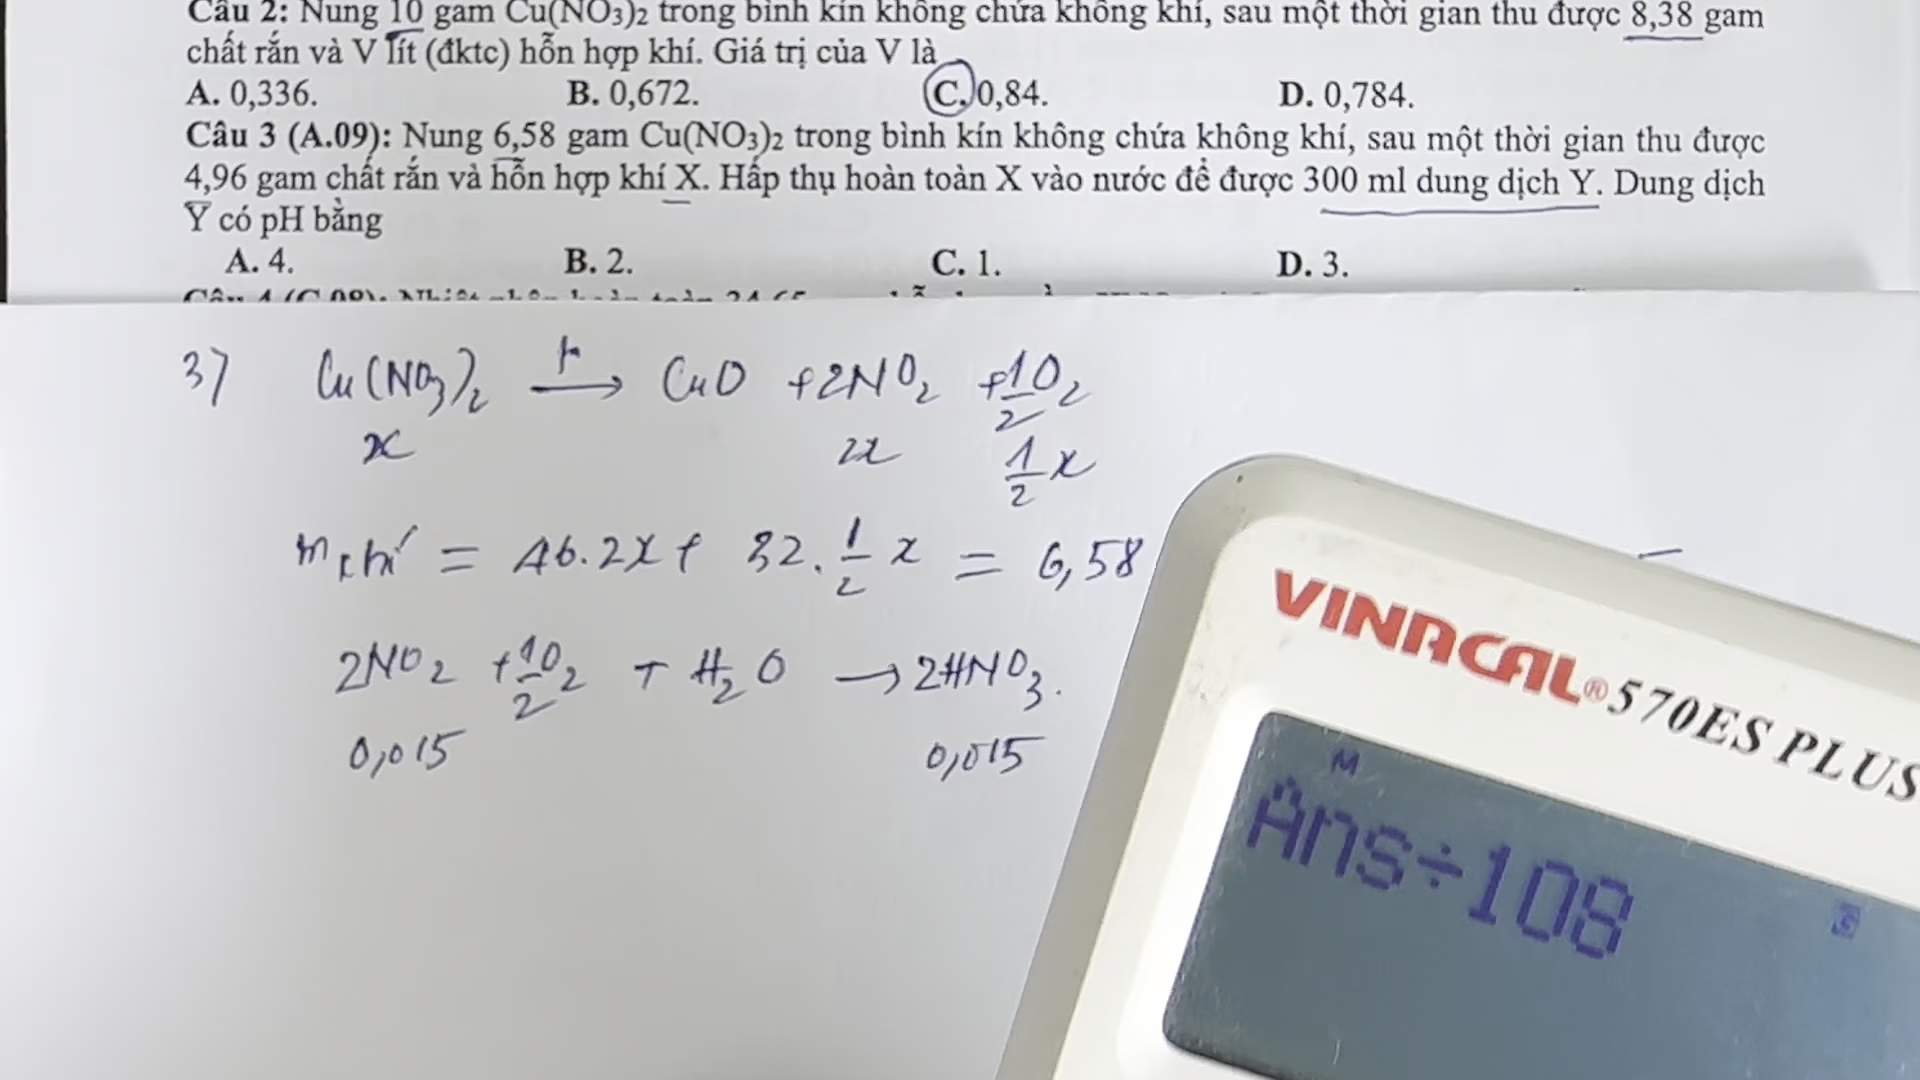 Câu 2: Nung 10 gam Cu(NO3)2 trong bình kín không chứa không khí, sau một thời gian thu được 8,38 gam
chất rắn và V lít (đktc) hỗn hợp khí. Giá trị của V là
A. 0,336. B. 0,672. C. 0,84. D. 0,784.
Câu 3 (A.09): Nung 6,58 gam Cu(NO3)2 trong bình kín không chứa không khí, sau một thời gian thu được
4,96 gam chất rắn và hỗn hợp khí X. Hấp thụ hoàn toàn X vào nước để được 300 ml dung dịch Y. Dung dịch
Y có pH bằng
A. 4. B. 2. C. 1. D. 3.
3) Cu(NO3)2 → CuO + 2NO2 + 1/2 O2
x 2x 1/2 x
m khí = 46.2x + 32. 1/2 x = 6,58
2NO2 + 1/2 O2 + H2O → 2HNO3.
0,015 0,015
VINACAL® 570ES PLUS
M
Ans÷108